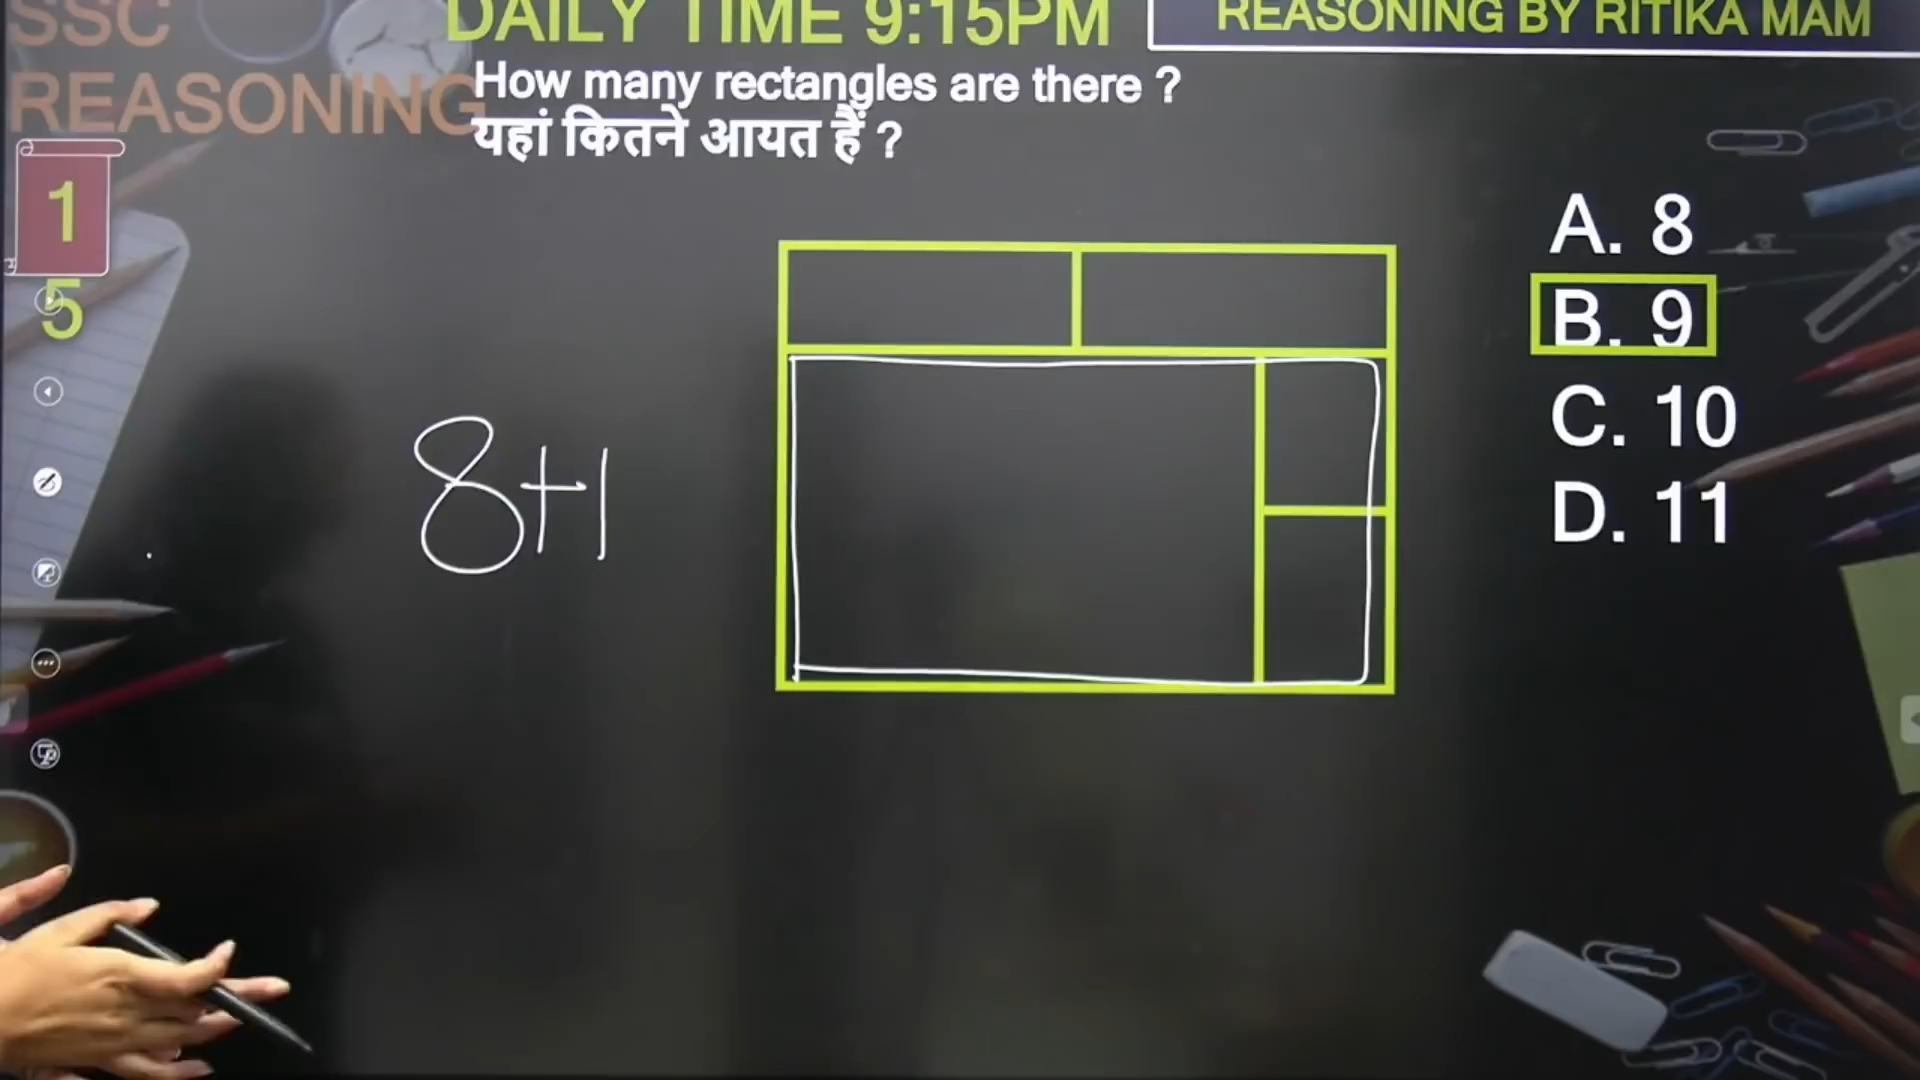 SSC
REASONING
DAILY TIME 9:15PM
REASONING BY RITIKA MAM
How many rectangles are there ?
यहां कितने आयत हैं ?
1
5
8+1
A. 8
B. 9
C. 10
D. 11